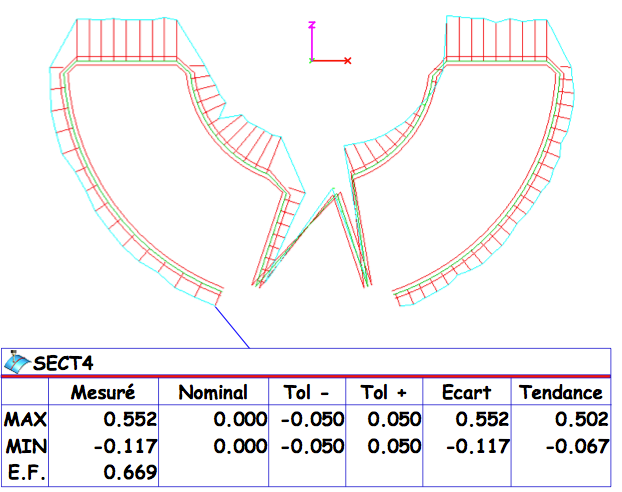 Z
X
SECT4
Mesuré Nominal Tol - Tol + Ecart Tendance
MAX 0.552 0.000 -0.050 0.050 0.552 0.502
MIN -0.117 0.000 -0.050 0.050 -0.117 -0.067
E.F. 0.669